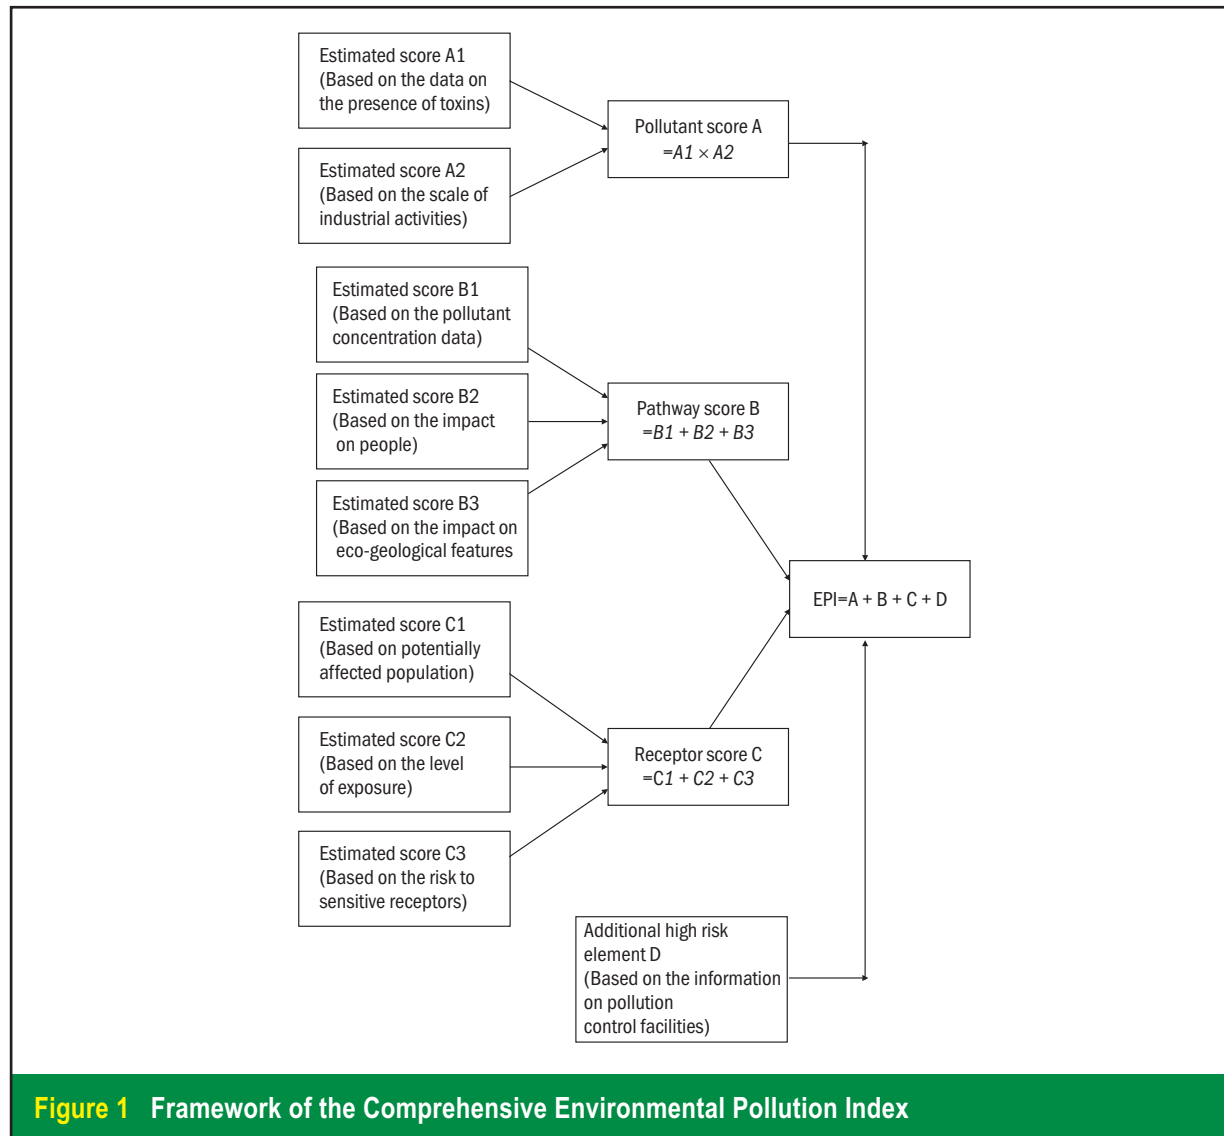 Estimated score A1
(Based on the data on
the presence of toxins)
Estimated score A2
(Based on the scale of
industrial activities)
Pollutant score A
=A1 × A2
Estimated score B1
(Based on the pollutant
concentration data)
Estimated score B2
(Based on the impact
on people)
Estimated score B3
(Based on the impact on
eco-geological features
Pathway score B
=B1 + B2 + B3
EPI=A + B + C + D
Estimated score C1
(Based on potentially
affected population)
Estimated score C2
(Based on the level
of exposure)
Estimated score C3
(Based on the risk to
sensitive receptors)
Receptor score C
=C1 + C2 + C3
Additional high risk
element D
(Based on the information
on pollution
control facilities)
Figure 1 Framework of the Comprehensive Environmental Pollution Index